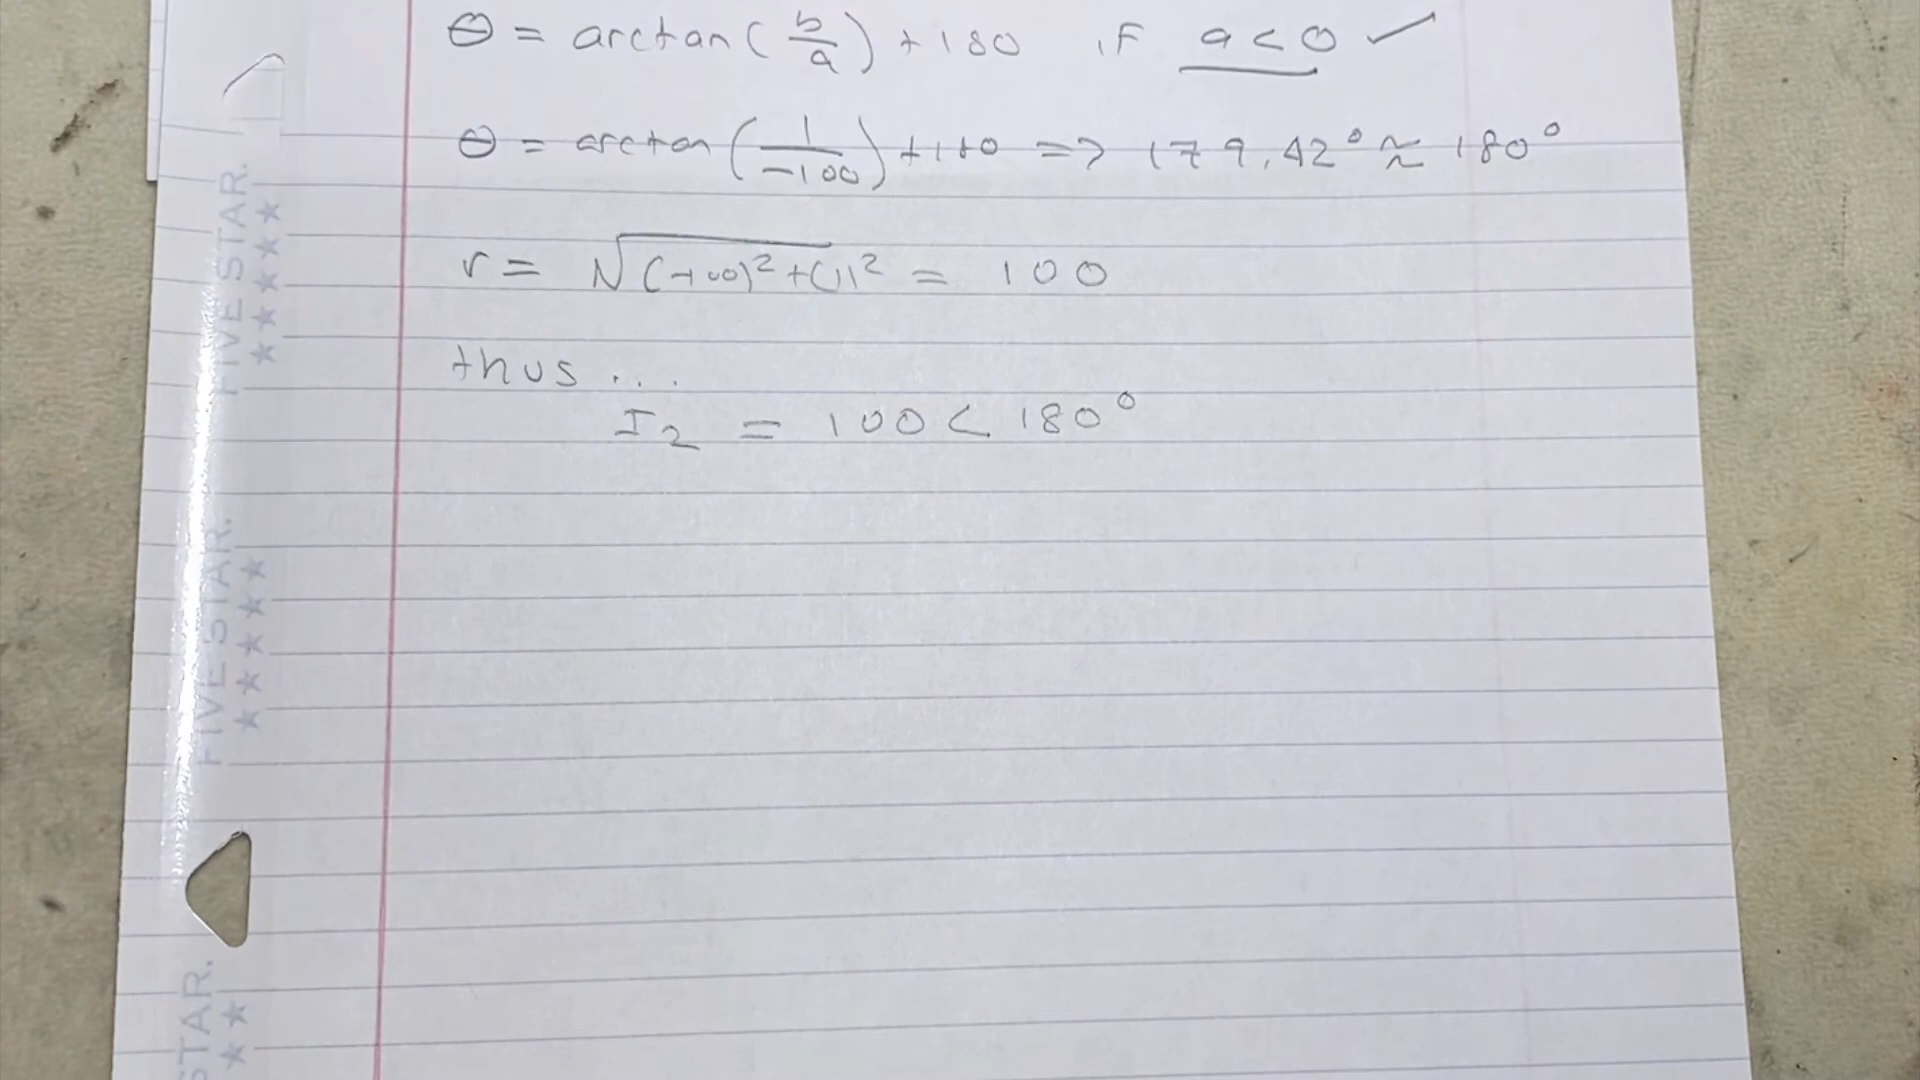 θ = arctan(b/a) + 180 if a < 0 ✓
θ = arctan(1/-100) + 180 => 179.42° ≈ 180°
r = √(-100)² + (1)² = 100
thus ...
I₂ = 100 < 180°
FIVE STAR. ★★★★★
FIVE STAR. ★★★★★
STAR. ★★